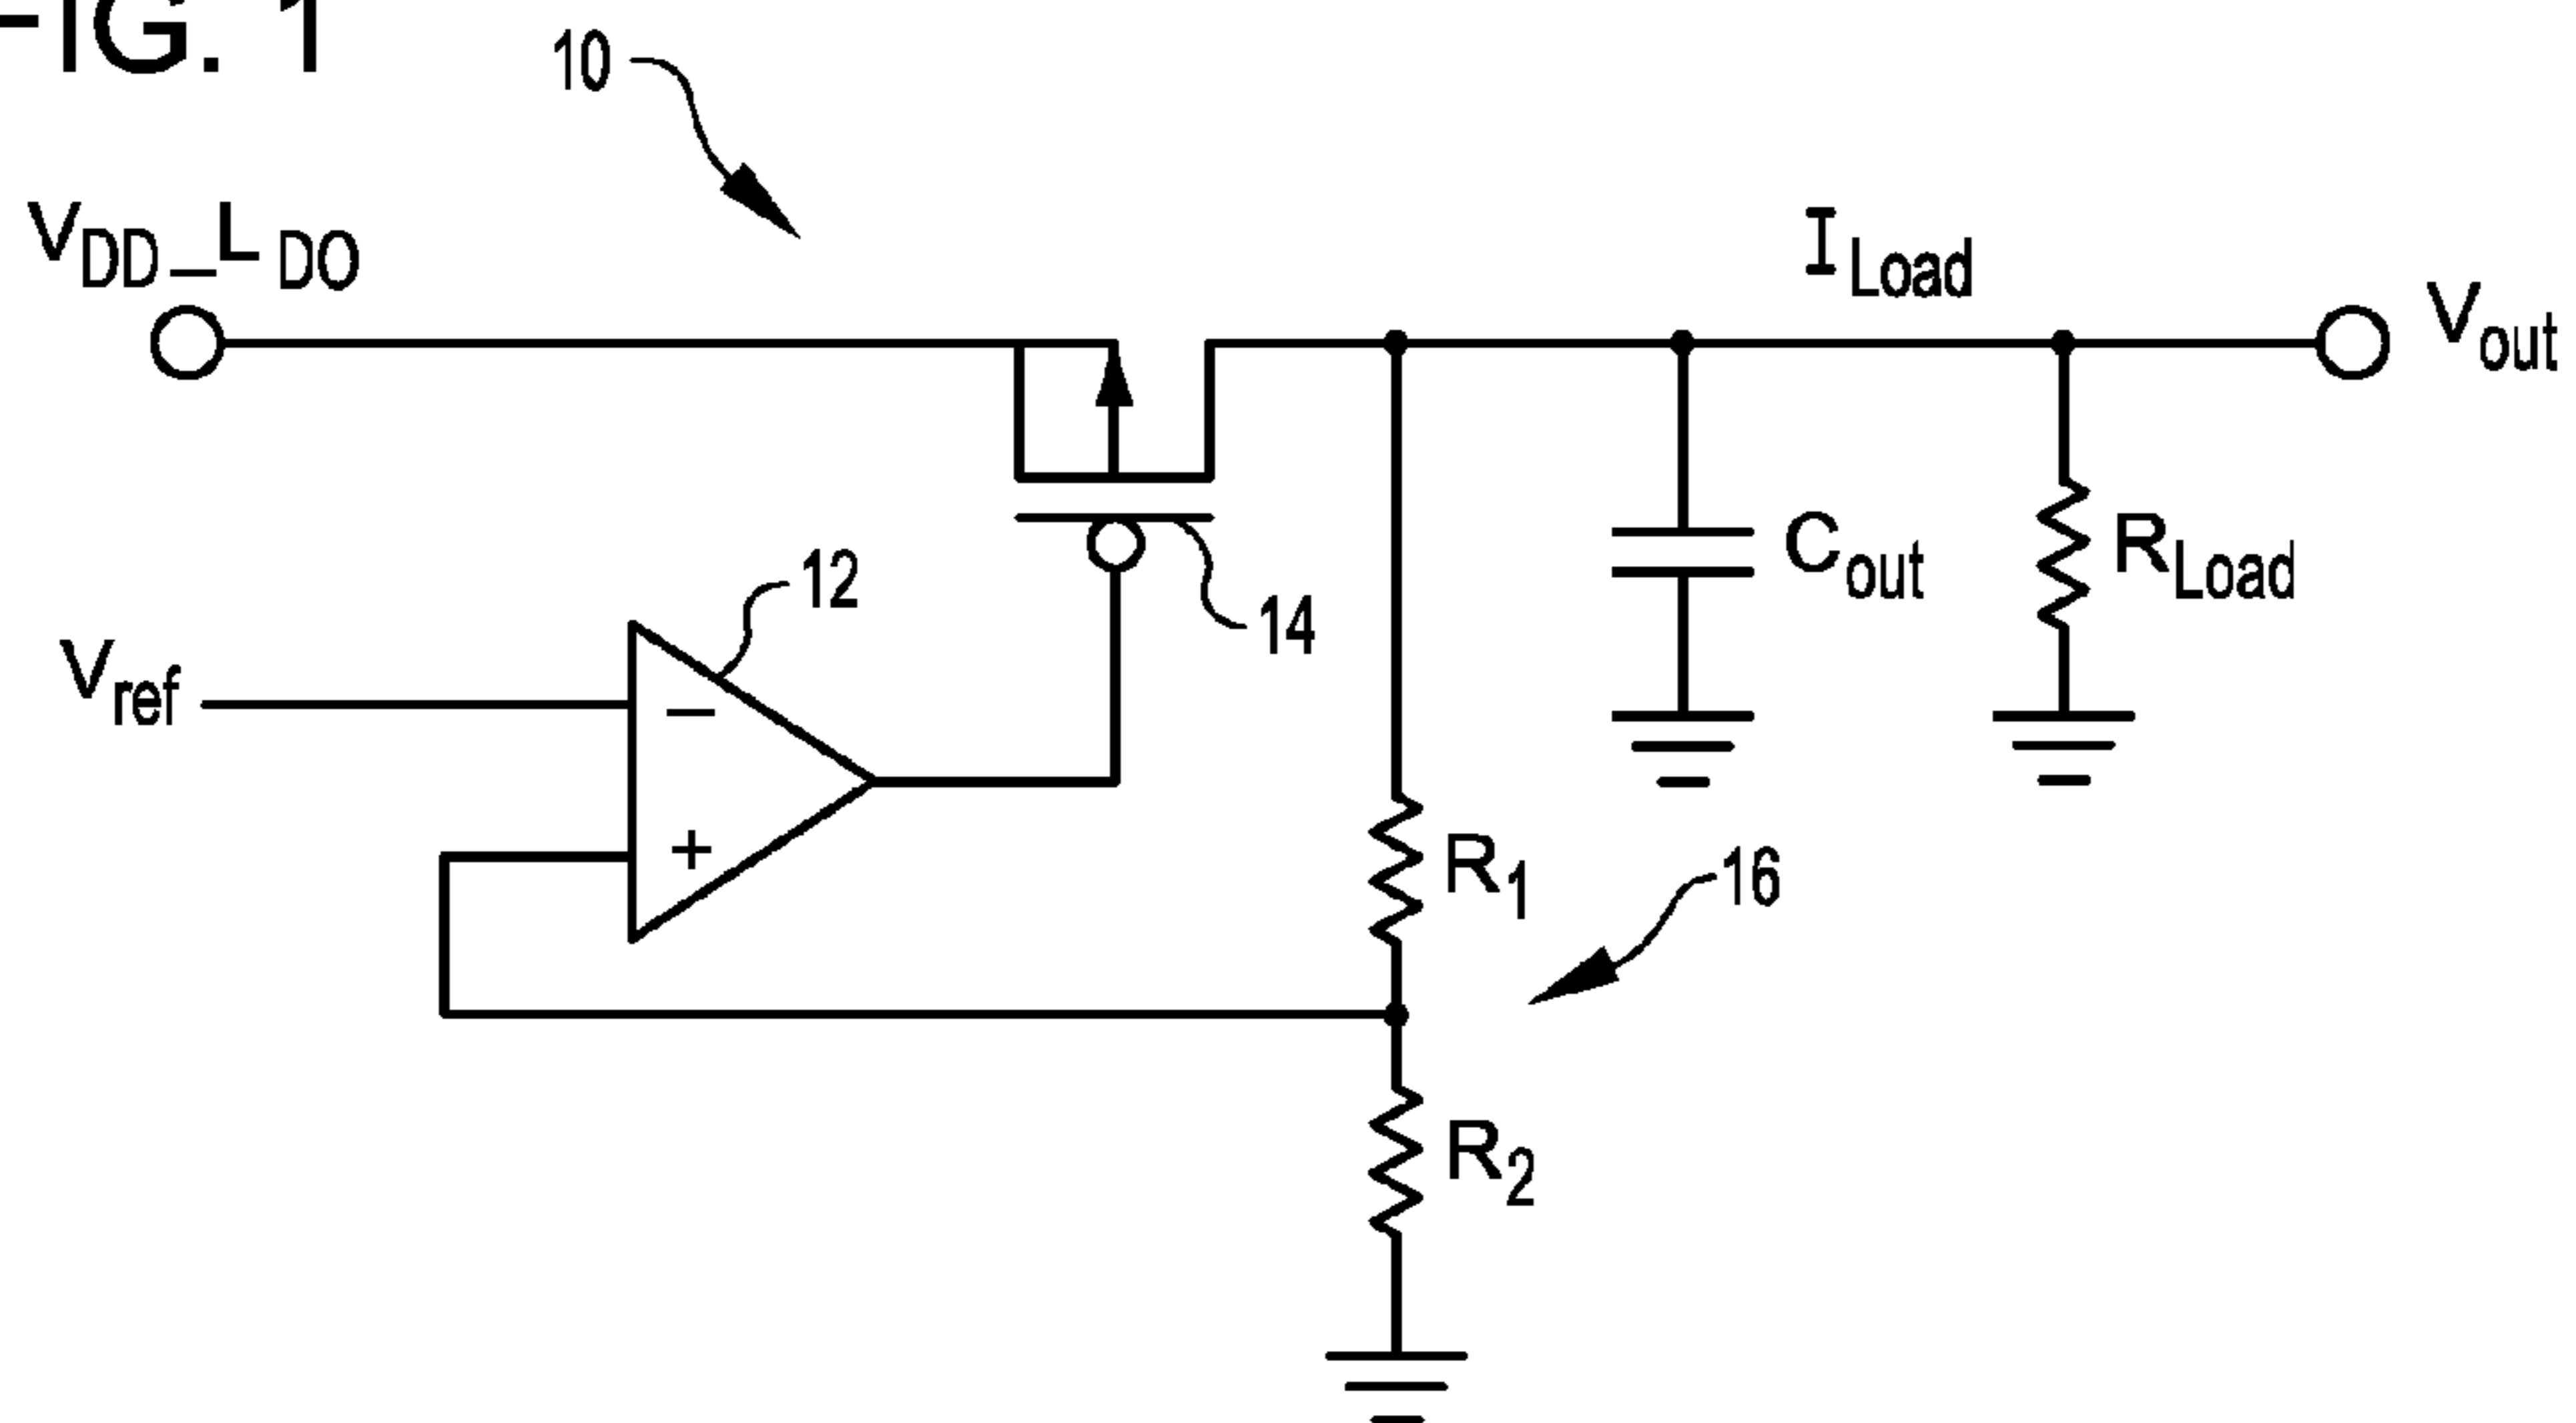 FIG. 1
10
VDD_LDO
ILoad
Vout
12
14
Cout
RLoad
Vref
−
+
R1
16
R2